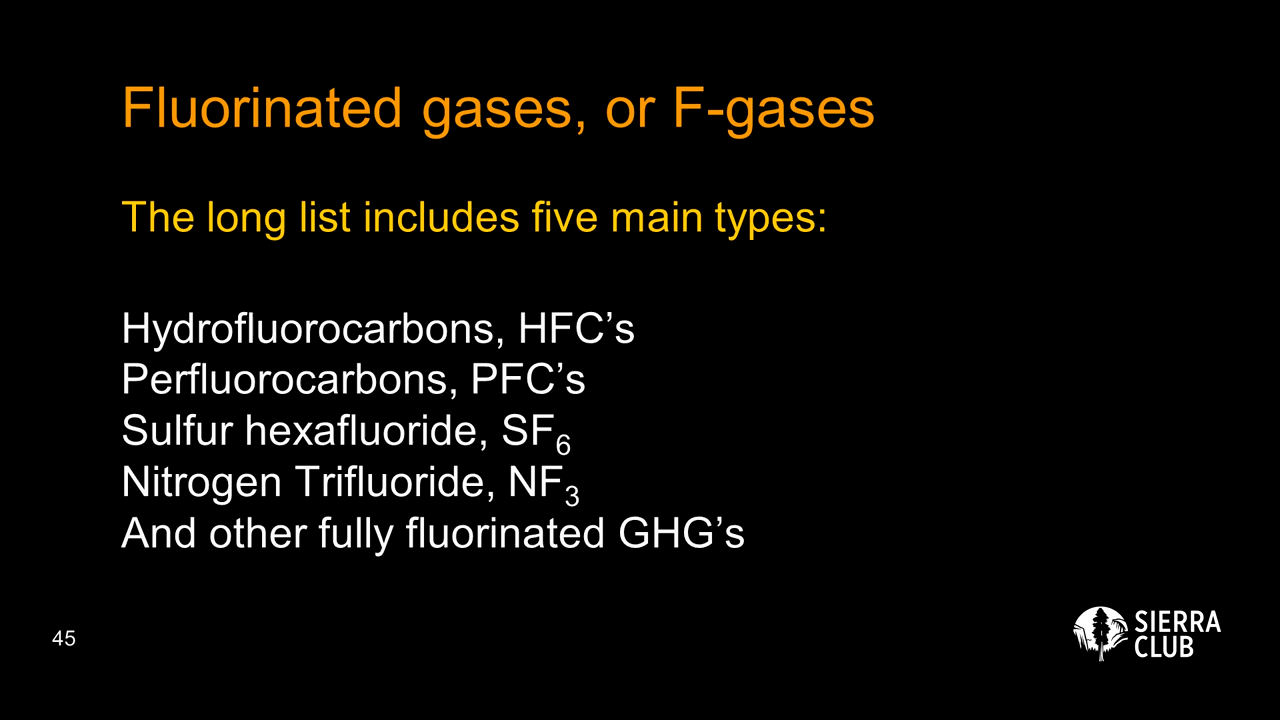 Fluorinated gases, or F-gases
The long list includes five main types:
Hydrofluorocarbons, HFC’s
Perfluorocarbons, PFC’s
Sulfur hexafluoride, SF₆
Nitrogen Trifluoride, NF₃
And other fully fluorinated GHG’s
45
SIERRA
CLUB